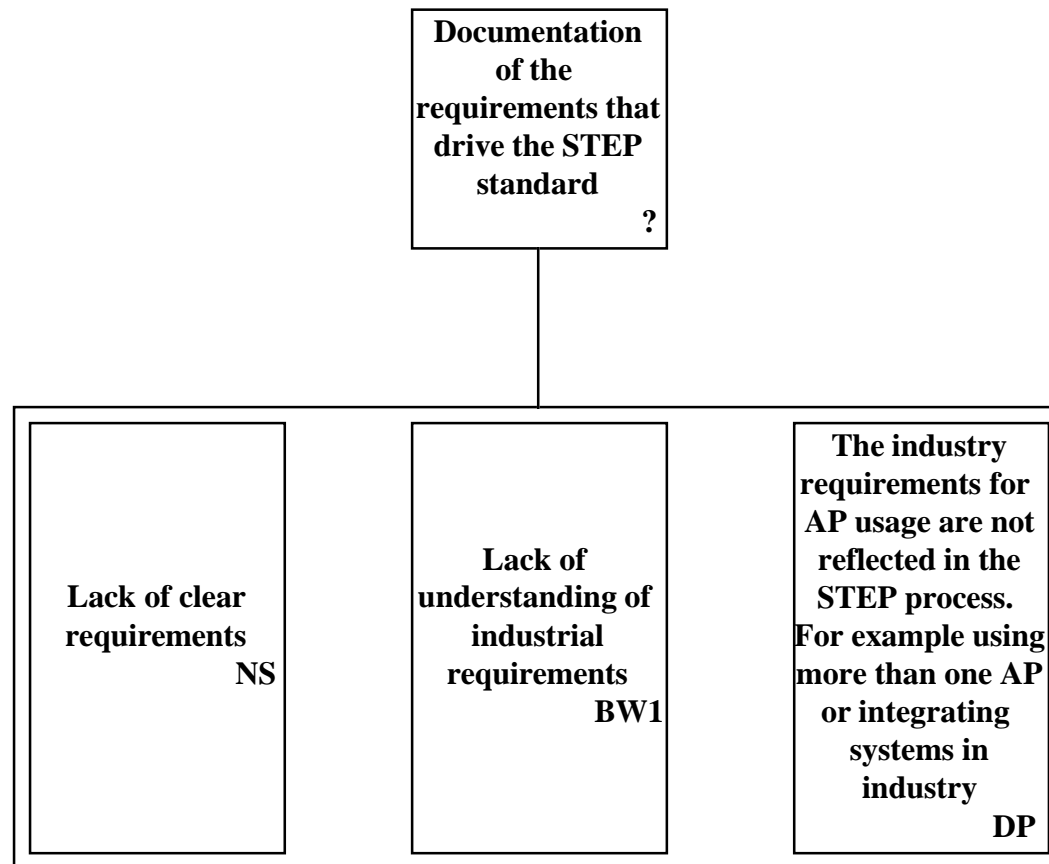 Documentation
of the
requirements that
drive the STEP
standard
?
Lack of clear
requirements
NS
Lack of
understanding of
industrial
requirements
BW1
The industry
requirements for
AP usage are not
reflected in the
STEP process.
For example using
more than one AP
or integrating
systems in
industry
DP